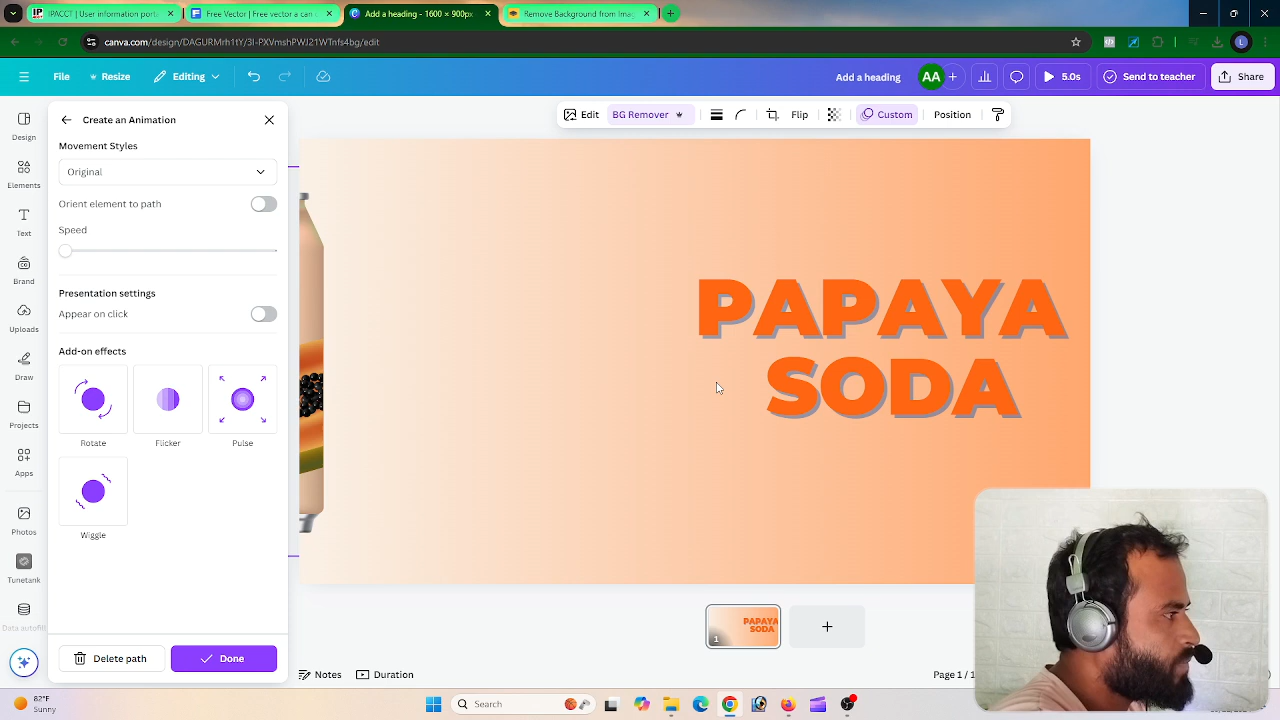 IPACCT | User information porta
Free Vector | Free vector a can o
Add a heading - 1600 × 900px
Remove Background from Imag
canva.com/design/DAGURMrh1tY/3I-PXVmshPWJ21WTnfs4bg/edit
File
Resize
Editing
Add a heading
AA
5.0s
Send to teacher
Share
Design
Elements
Text
Brand
Uploads
Draw
Projects
Apps
Photos
Tunetank
Data autofill
Create an Animation
Movement Styles
Original
Orient element to path
Speed
Presentation settings
Appear on click
Add-on effects
Rotate
Flicker
Pulse
Wiggle
Delete path
Done
Edit
BG Remover
Flip
Custom
Position
PAPAYA
SODA
PAPAYA
SODA
1
Notes
Duration
Page 1 / 1
82°F
Sunny
Search